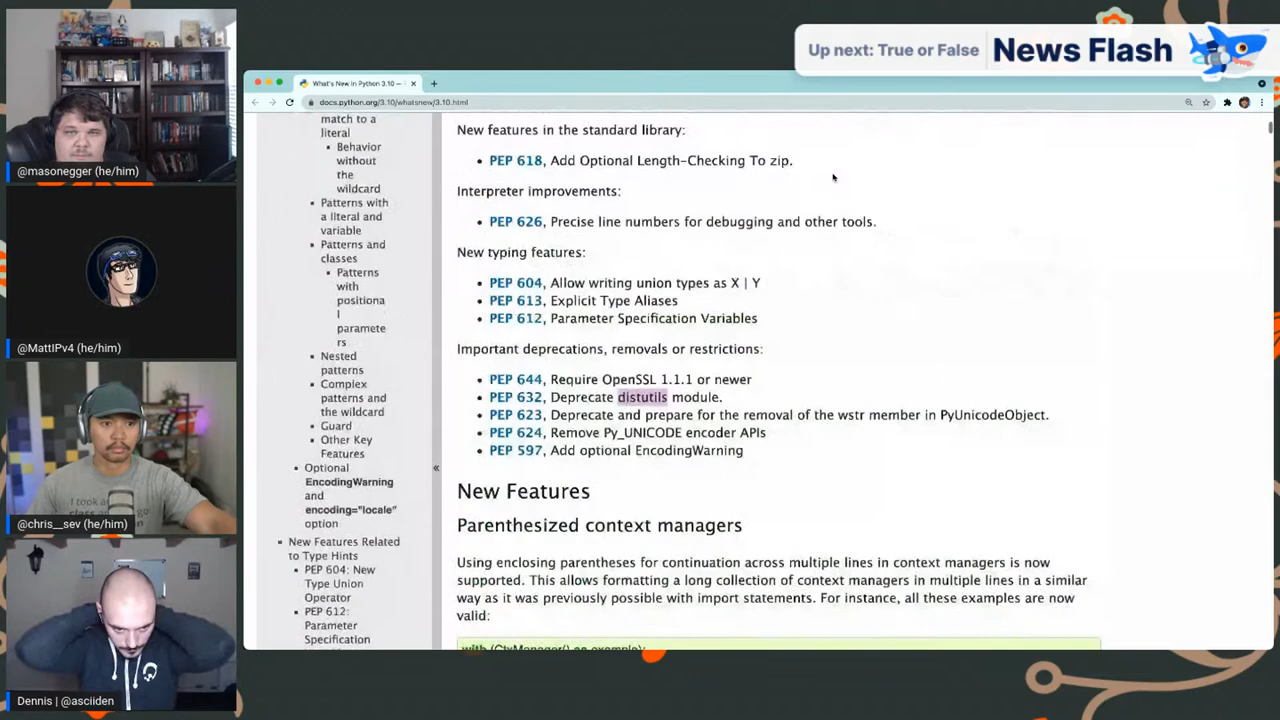 Up next: True or False
News Flash
What's New In Python 3.10 —
docs.python.org/3.10/whatsnew/3.10.html
match to a
literal
Behavior
without
the
wildcard
Patterns with
a literal and
variable
Patterns and
classes
Patterns
with
positiona
l
paramete
rs
Nested
patterns
Complex
patterns and
the wildcard
Guard
Other Key
Features
Optional
EncodingWarning
and
encoding="locale"
option
New Features Related
to Type Hints
PEP 604: New
Type Union
Operator
PEP 612:
Parameter
Specification
«
New features in the standard library:
• PEP 618, Add Optional Length-Checking To zip.
Interpreter improvements:
• PEP 626, Precise line numbers for debugging and other tools.
New typing features:
• PEP 604, Allow writing union types as X | Y
• PEP 613, Explicit Type Aliases
• PEP 612, Parameter Specification Variables
Important deprecations, removals or restrictions:
• PEP 644, Require OpenSSL 1.1.1 or newer
• PEP 632, Deprecate distutils module.
• PEP 623, Deprecate and prepare for the removal of the wstr member in PyUnicodeObject.
• PEP 624, Remove Py_UNICODE encoder APIs
• PEP 597, Add optional EncodingWarning
New Features
Parenthesized context managers
Using enclosing parentheses for continuation across multiple lines in context managers is now
supported. This allows formatting a long collection of context managers in multiple lines in a similar
way as it was previously possible with import statements. For instance, all these examples are now
valid:
with (CtxManager() as example):
@masonegger (he/him)
@MattIPv4 (he/him)
I took a
class
@chris__sev (he/him)
Dennis | @asciiden